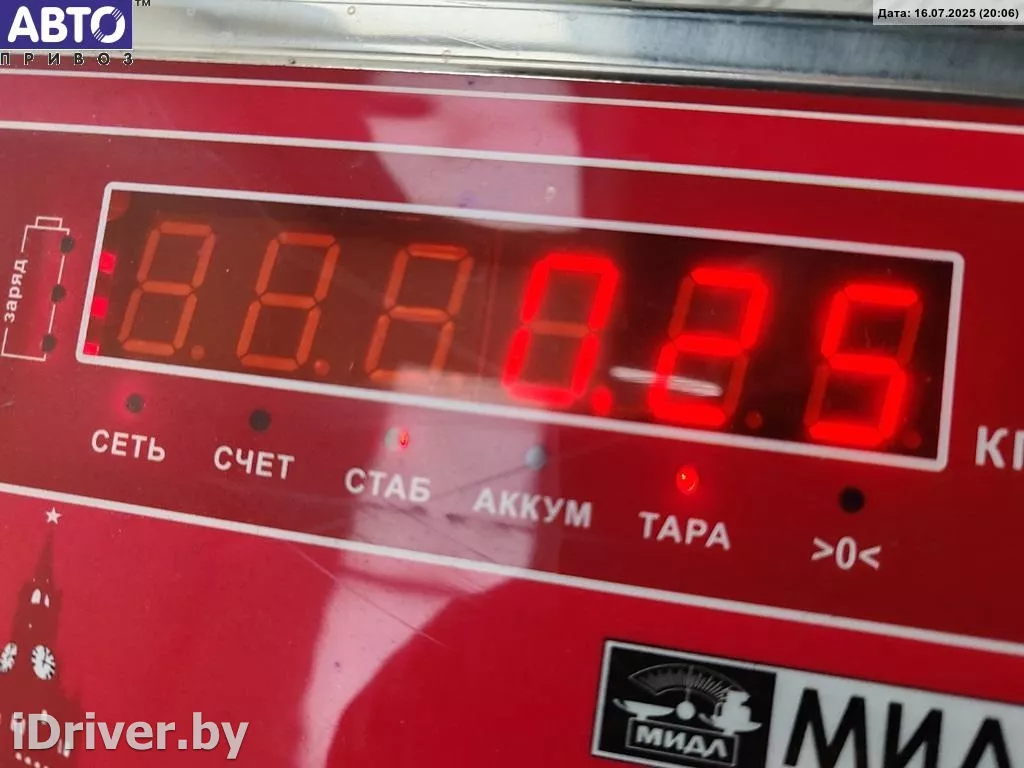 АВТО™
ПРИВОЗ
Дата: 16.07.2025 (20:06)
заряд
0.25
СЕТЬ
СЧЕТ
СТАБ
АККУМ
ТАРА
>0<
МИДЛ
iDriver.by